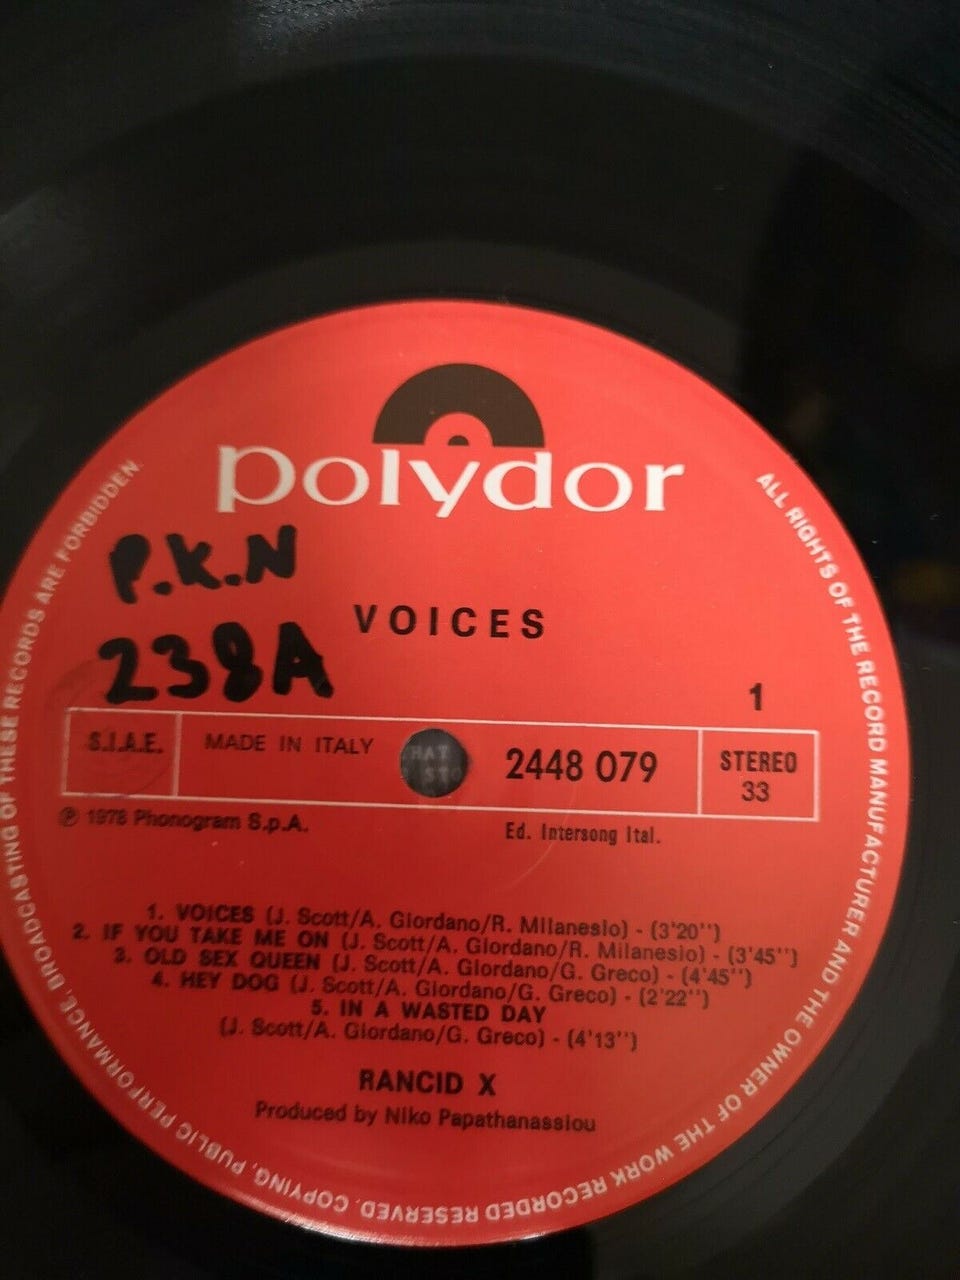 polydor
P.K.N
VOICES
238A
1
S.I.A.E.
MADE IN ITALY
2448 079
STEREO
33
℗ 1978 Phonogram S.p.A.
Ed. Intersong Ital.
1. VOICES (J. Scott/A. Giordano/R. Milanesio) - (3'20'')
2. IF YOU TAKE ME ON (J. Scott/A. Giordano/R. Milanesio) - (3'45'')
3. OLD SEX QUEEN (J. Scott/A. Giordano/G. Greco) - (4'45'')
4. HEY DOG (J. Scott/A. Giordano/G. Greco) - (2'22'')
5. IN A WASTED DAY
(J. Scott/A. Giordano/G. Greco) - (4'13'')
RANCID X
Produced by Niko Papathanassiou
ALL RIGHTS OF THE RECORD MANUFACTURER AND THE OWNER OF THE WORK RECORDED RESERVED. COPYING, PUBLIC PERFORMANCE, BROADCASTING OF THESE RECORDS ARE FORBIDDEN.